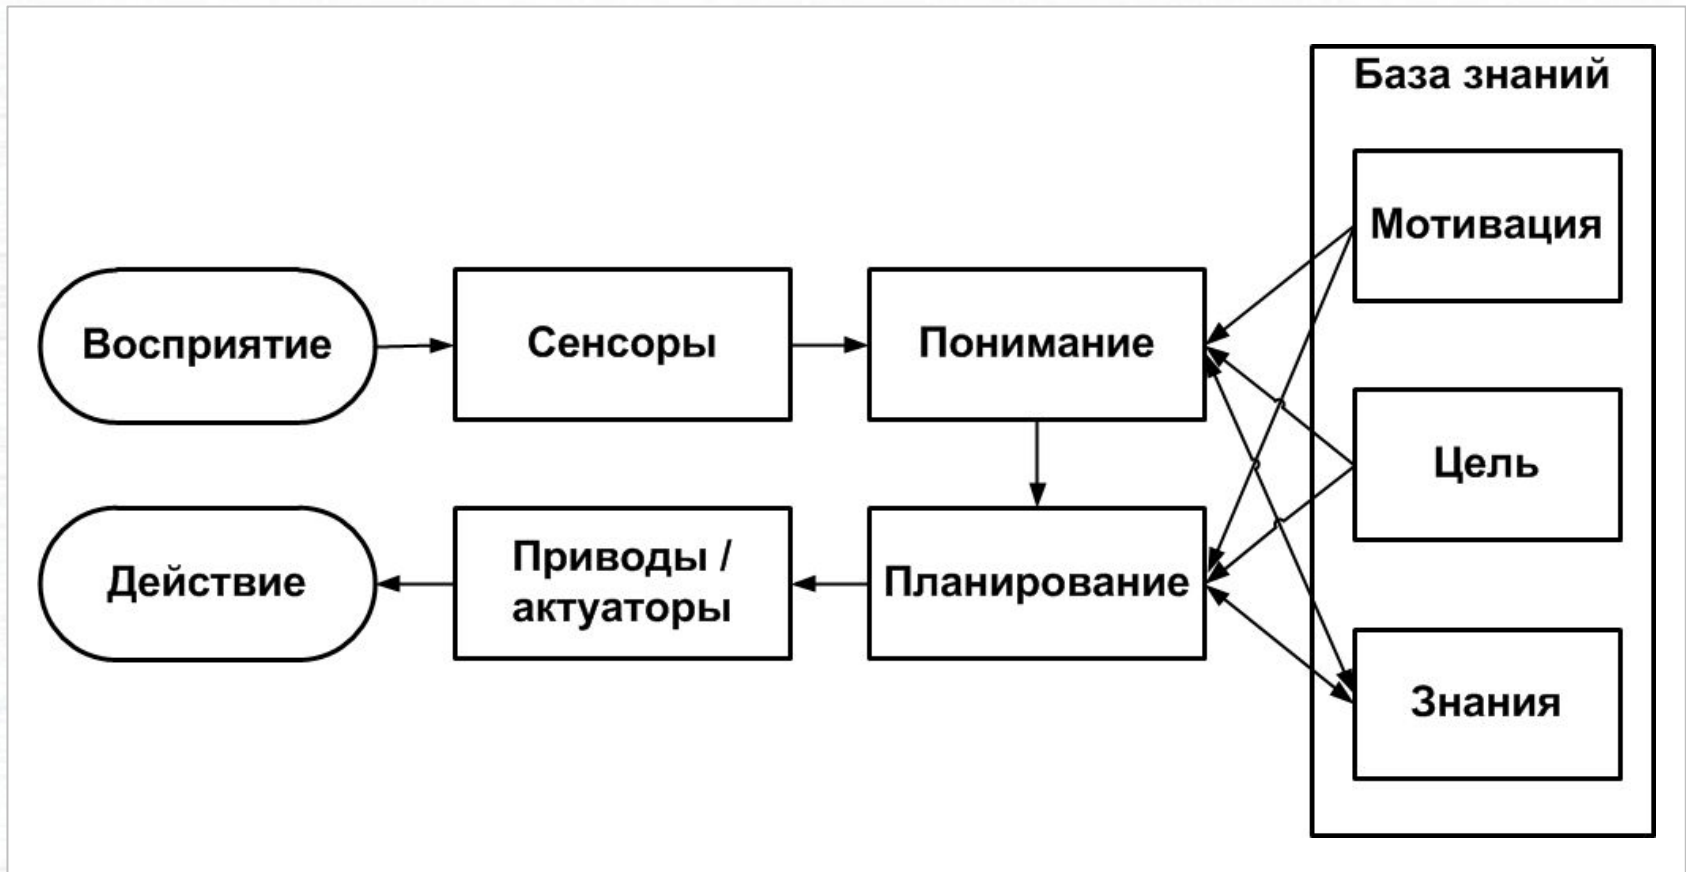 База знаний
Мотивация
Восприятие
Сенсоры
Понимание
Цель
Действие
Приводы /
актуаторы
Планирование
Знания